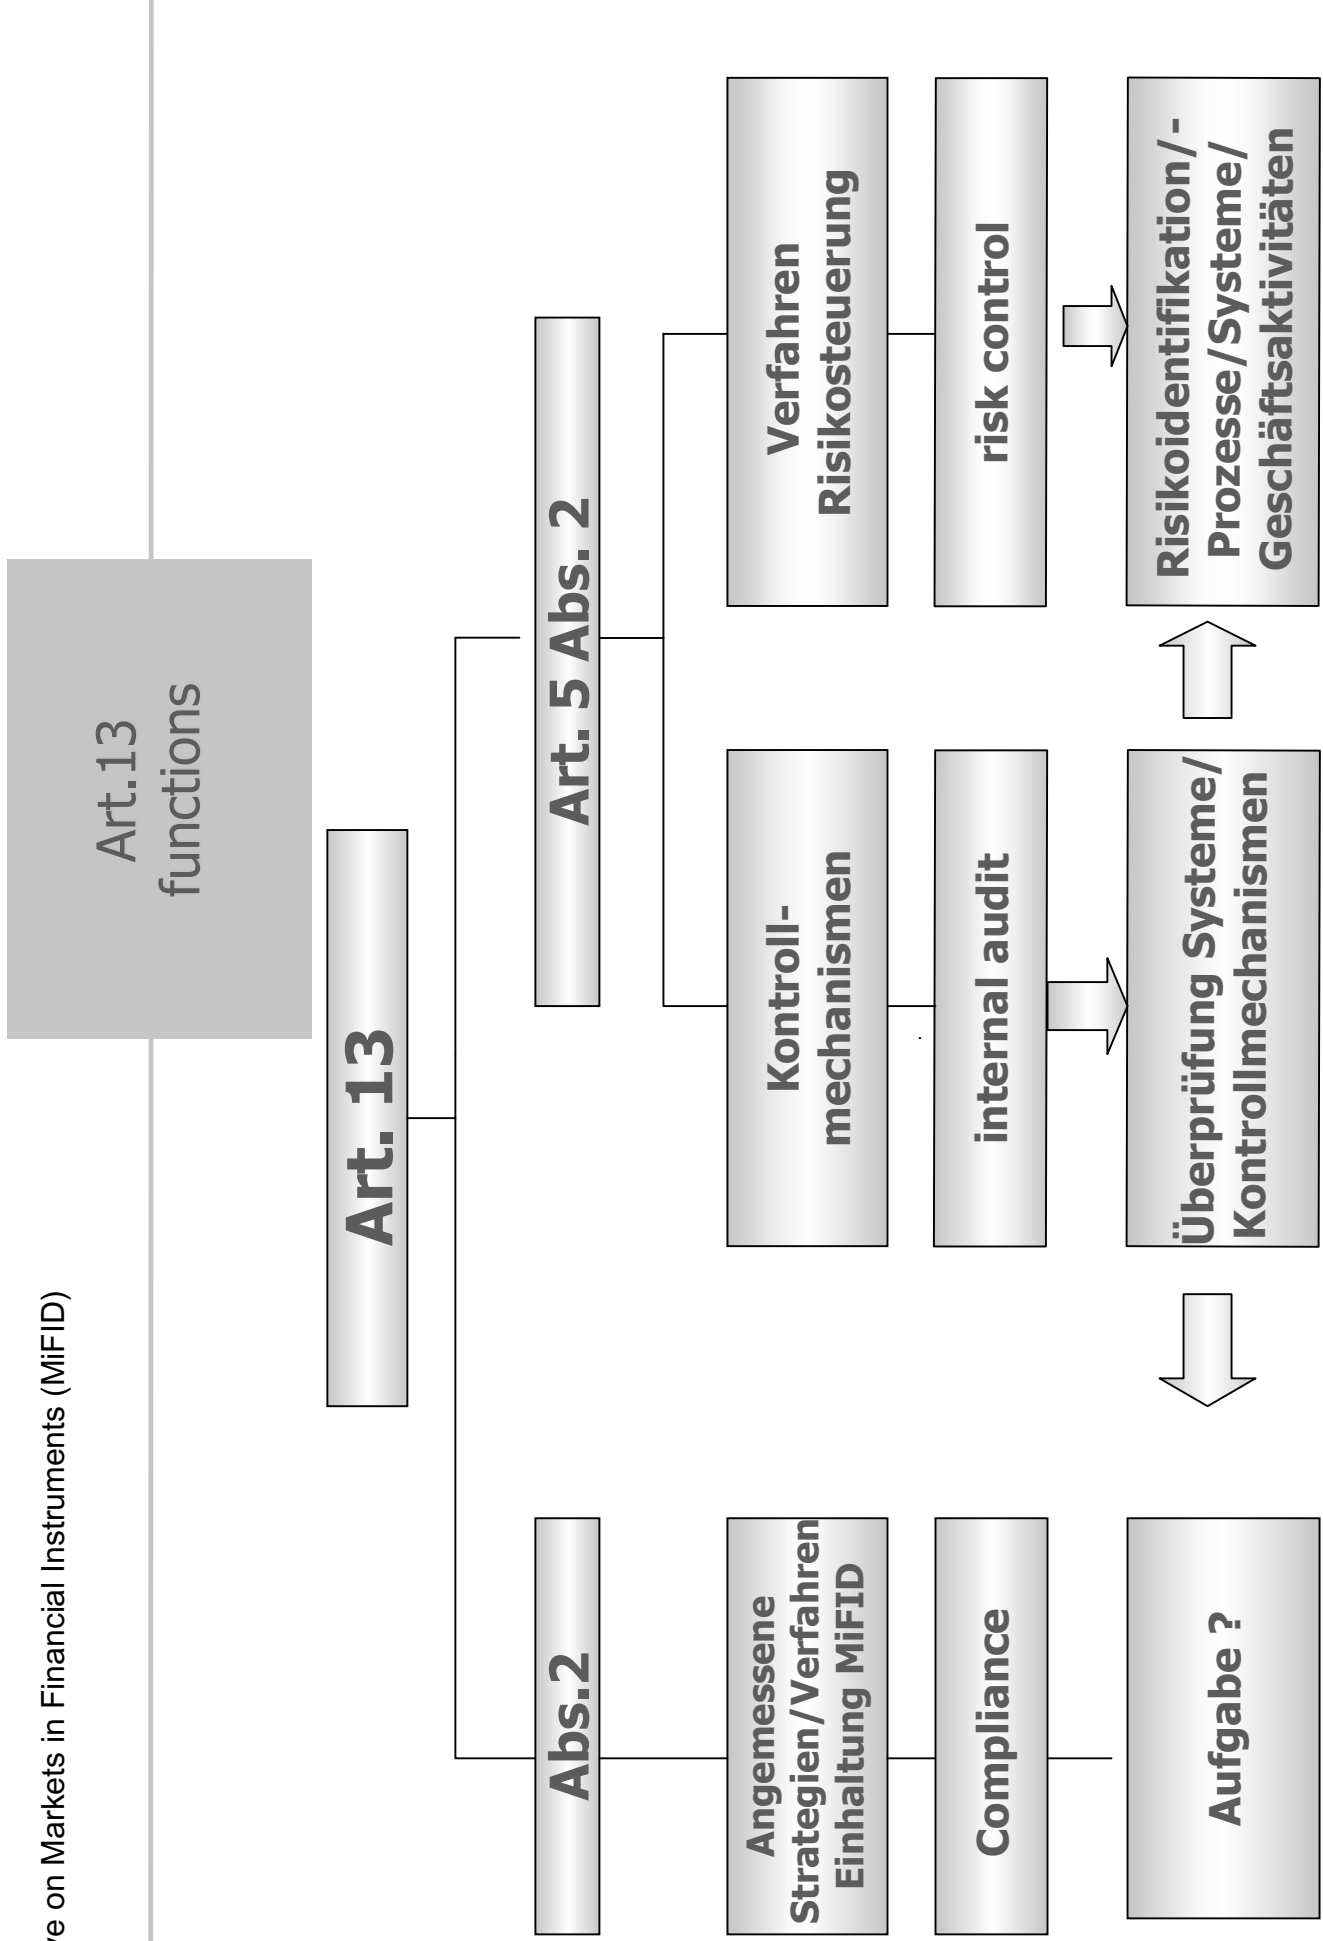 ve on Markets in Financial Instruments (MiFID)
Art.13
functions
Art. 13
Abs.2
Art. 5 Abs. 2
Angemessene
Strategien/Verfahren
Einhaltung MiFID
Kontroll-
mechanismen
Verfahren
Risikosteuerung
Compliance
internal audit
risk control
Aufgabe ?
Überprüfung Systeme/
Kontrollmechanismen
Risikoidentifikation/-
Prozesse/Systeme/
Geschäftsaktivitäten